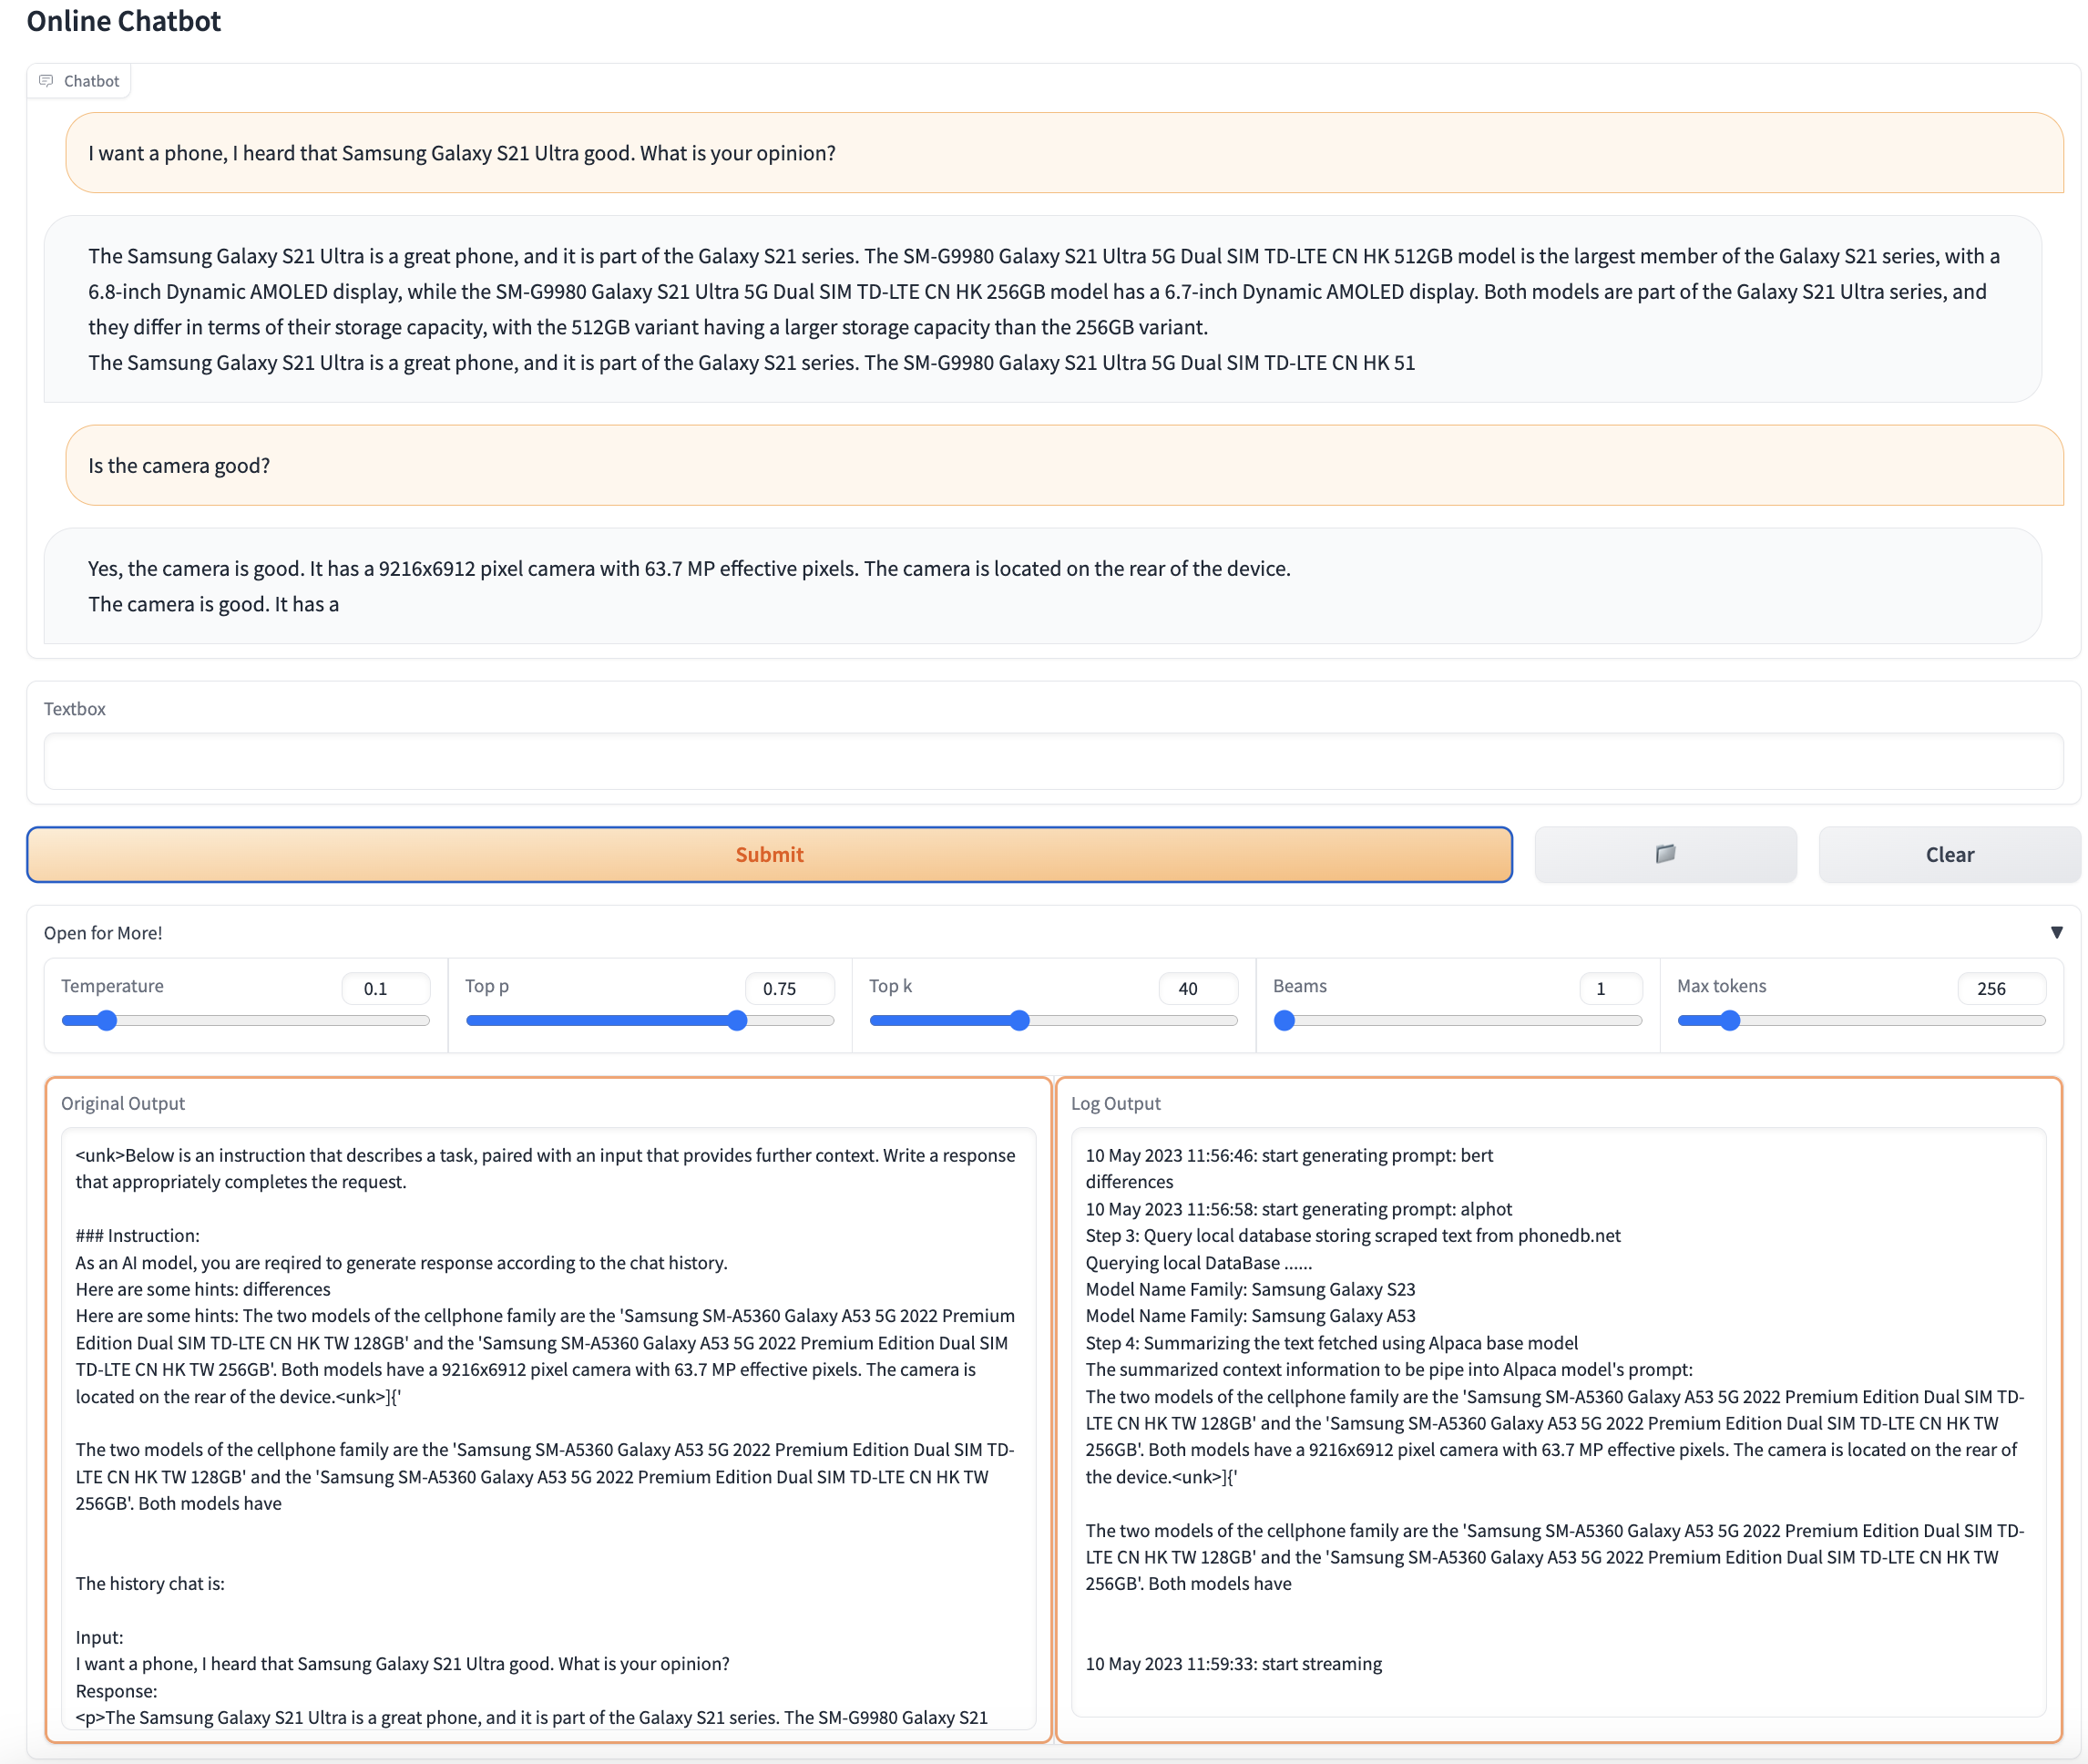 Online Chatbot
Chatbot
I want a phone, I heard that Samsung Galaxy S21 Ultra good. What is your opinion?
The Samsung Galaxy S21 Ultra is a great phone, and it is part of the Galaxy S21 series. The SM-G9980 Galaxy S21 Ultra 5G Dual SIM TD-LTE CN HK 512GB model is the largest member of the Galaxy S21 series, with a
6.8-inch Dynamic AMOLED display, while the SM-G9980 Galaxy S21 Ultra 5G Dual SIM TD-LTE CN HK 256GB model has a 6.7-inch Dynamic AMOLED display. Both models are part of the Galaxy S21 Ultra series, and
they differ in terms of their storage capacity, with the 512GB variant having a larger storage capacity than the 256GB variant.
The Samsung Galaxy S21 Ultra is a great phone, and it is part of the Galaxy S21 series. The SM-G9980 Galaxy S21 Ultra 5G Dual SIM TD-LTE CN HK 51
Is the camera good?
Yes, the camera is good. It has a 9216x6912 pixel camera with 63.7 MP effective pixels. The camera is located on the rear of the device.
The camera is good. It has a
Textbox
Submit
Clear
Open for More!
▼
Temperature 0.1
Top p 0.75
Top k 40
Beams 1
Max tokens 256
Original Output
<unk>Below is an instruction that describes a task, paired with an input that provides further context. Write a response
that appropriately completes the request.
### Instruction:
As an AI model, you are reqired to generate response according to the chat history.
Here are some hints: differences
Here are some hints: The two models of the cellphone family are the 'Samsung SM-A5360 Galaxy A53 5G 2022 Premium
Edition Dual SIM TD-LTE CN HK TW 128GB' and the 'Samsung SM-A5360 Galaxy A53 5G 2022 Premium Edition Dual SIM
TD-LTE CN HK TW 256GB'. Both models have a 9216x6912 pixel camera with 63.7 MP effective pixels. The camera is
located on the rear of the device.<unk>]{'
The two models of the cellphone family are the 'Samsung SM-A5360 Galaxy A53 5G 2022 Premium Edition Dual SIM TD-
LTE CN HK TW 128GB' and the 'Samsung SM-A5360 Galaxy A53 5G 2022 Premium Edition Dual SIM TD-LTE CN HK TW
256GB'. Both models have
The history chat is:
Input:
I want a phone, I heard that Samsung Galaxy S21 Ultra good. What is your opinion?
Response:
<p>The Samsung Galaxy S21 Ultra is a great phone, and it is part of the Galaxy S21 series. The SM-G9980 Galaxy S21
Log Output
10 May 2023 11:56:46: start generating prompt: bert
differences
10 May 2023 11:56:58: start generating prompt: alphot
Step 3: Query local database storing scraped text from phonedb.net
Querying local DataBase ......
Model Name Family: Samsung Galaxy S23
Model Name Family: Samsung Galaxy A53
Step 4: Summarizing the text fetched using Alpaca base model
The summarized context information to be pipe into Alpaca model's prompt:
The two models of the cellphone family are the 'Samsung SM-A5360 Galaxy A53 5G 2022 Premium Edition Dual SIM TD-
LTE CN HK TW 128GB' and the 'Samsung SM-A5360 Galaxy A53 5G 2022 Premium Edition Dual SIM TD-LTE CN HK TW
256GB'. Both models have a 9216x6912 pixel camera with 63.7 MP effective pixels. The camera is located on the rear of
the device.<unk>]{'
The two models of the cellphone family are the 'Samsung SM-A5360 Galaxy A53 5G 2022 Premium Edition Dual SIM TD-
LTE CN HK TW 128GB' and the 'Samsung SM-A5360 Galaxy A53 5G 2022 Premium Edition Dual SIM TD-LTE CN HK TW
256GB'. Both models have
10 May 2023 11:59:33: start streaming